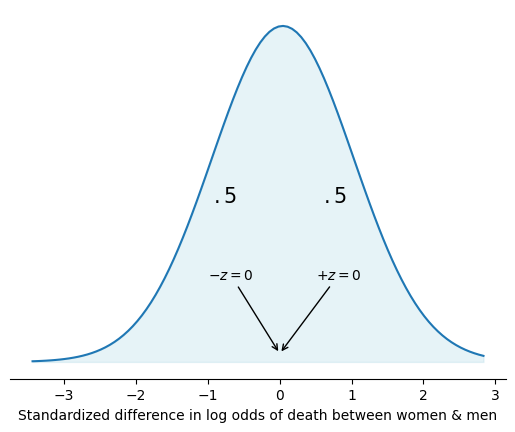 .5 .5
−z = 0 +z = 0
−3 −2 −1 0 1 2 3
Standardized difference in log odds of death between women & men